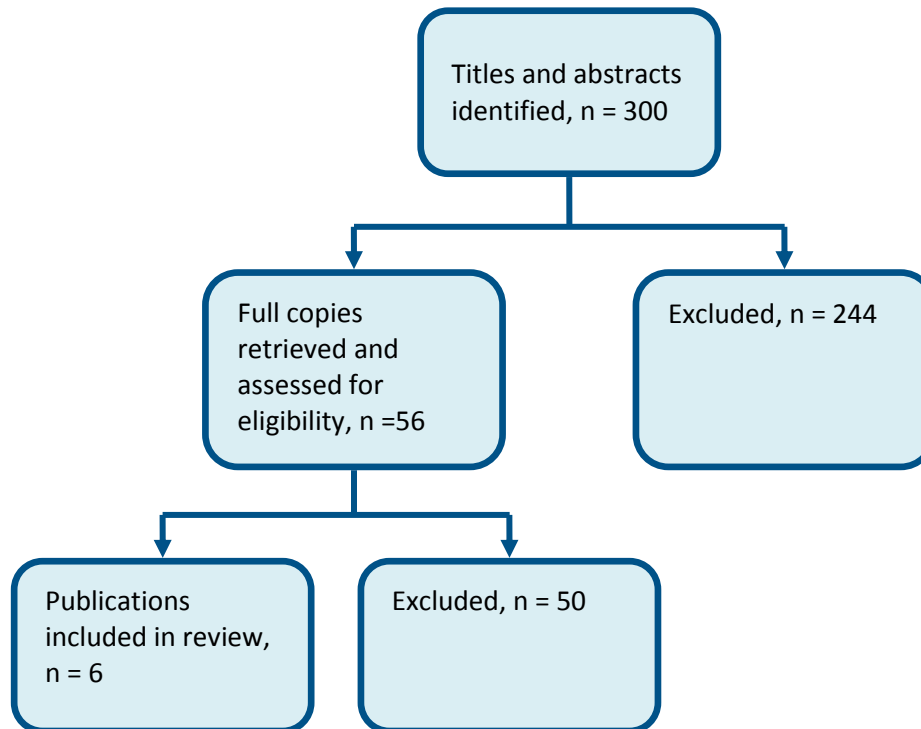 Titles and abstracts
identified, n = 300
Full copies
retrieved and
assessed for
eligibility, n =56
Excluded, n = 244
Publications
included in review,
n = 6
Excluded, n = 50